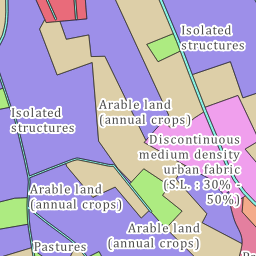 Isolated
structures
Arable land
(annual crops)
Isolated
structures
Discontinuous
medium density
urban fabric
(S.L. : 30% -
50%)
Arable land
(annual crops)
Arable land
(annual crops)
Pastures